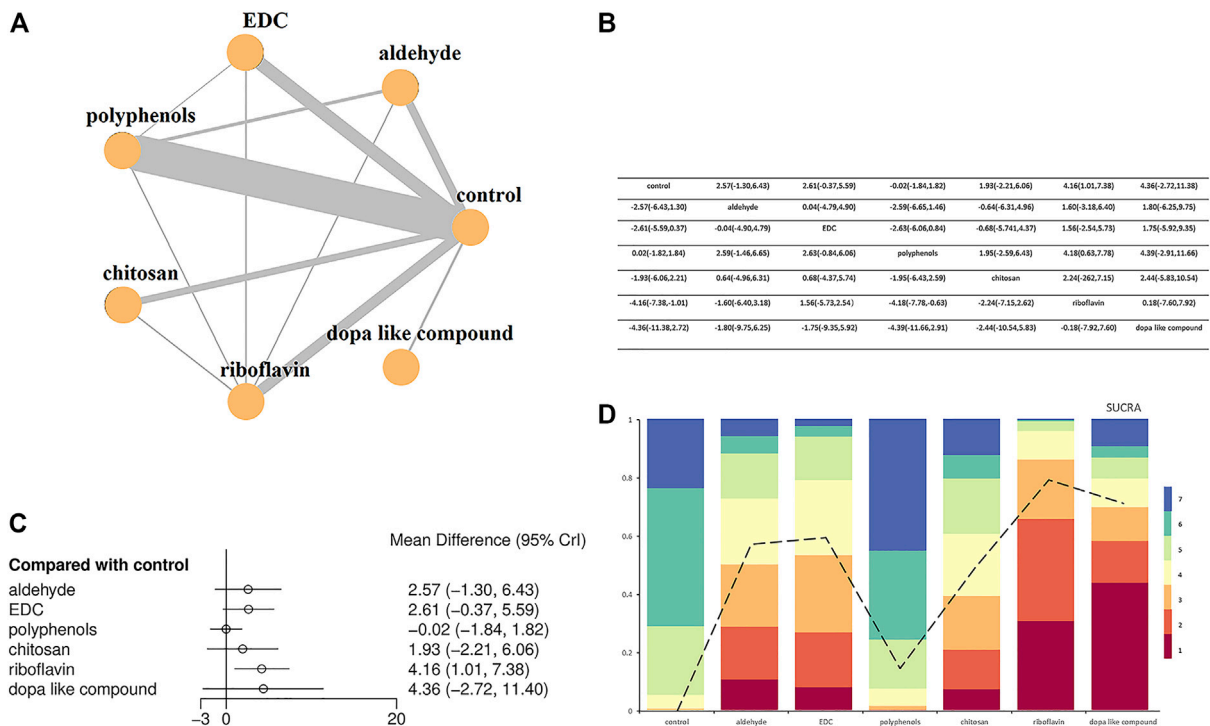 A
EDC
aldehyde
polyphenols
control
chitosan
dopa like compound
riboflavin
B
control 2.57(-1.30,6.43) 2.61(-0.37,5.59) -0.02(-1.84,1.82) 1.93(-2.21,6.06) 4.16(1.01,7.38) 4.36(-2.72,11.38)
-2.57(-6.43,1.30) aldehyde 0.04(-4.79,4.90) -2.59(-6.65,1.46) -0.64(-6.31,4.96) 1.60(-3.18,6.40) 1.80(-6.25,9.75)
-2.61(-5.59,0.37) -0.04(-4.90,4.79) EDC -2.63(-6.06,0.84) -0.68(-5.741,4.37) 1.56(-2.54,5.73) 1.75(-5.92,9.35)
0.02(-1.82,1.84) 2.59(-1.46,6.65) 2.63(-0.84,6.06) polyphenols 1.95(-2.59,6.43) 4.18(0.63,7.78) 4.39(-2.91,11.66)
-1.93(-6.06,2.21) 0.64(-4.96,6.31) 0.68(-4.37,5.74) -1.95(-6.43,2.59) chitosan 2.24(-262,7.15) 2.44(-5.83,10.54)
-4.16(-7.38,-1.01) -1.60(-6.40,3.18) 1.56(-5.73,2.54) -4.18(-7.78,-0.63) -2.24(-7.15,2.62) riboflavin 0.18(-7.60,7.92)
-4.36(-11.38,2.72) -1.80(-9.75,6.25) -1.75(-9.35,5.92) -4.39(-11.66,2.91) -2.44(-10.54,5.83) -0.18(-7.92,7.60) dopa like compound
C
Mean Difference (95% CrI)
Compared with control
aldehyde 2.57 (−1.30, 6.43)
EDC 2.61 (−0.37, 5.59)
polyphenols −0.02 (−1.84, 1.82)
chitosan 1.93 (−2.21, 6.06)
riboflavin 4.16 (1.01, 7.38)
dopa like compound 4.36 (−2.72, 11.40)
−3 0 20
D
SUCRA
1
0.8
0.6
0.4
0.2
0
control aldehyde EDC polyphenols chitosan riboflavin dopa like compound
7
6
5
4
3
2
1